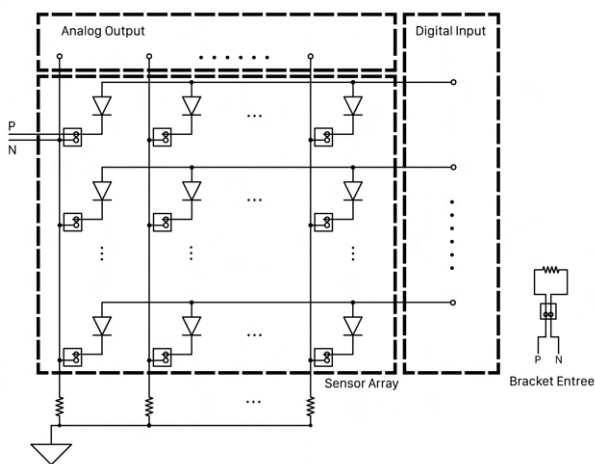 Analog Output
Digital Input
P
N
Sensor Array
P N
Bracket Entree